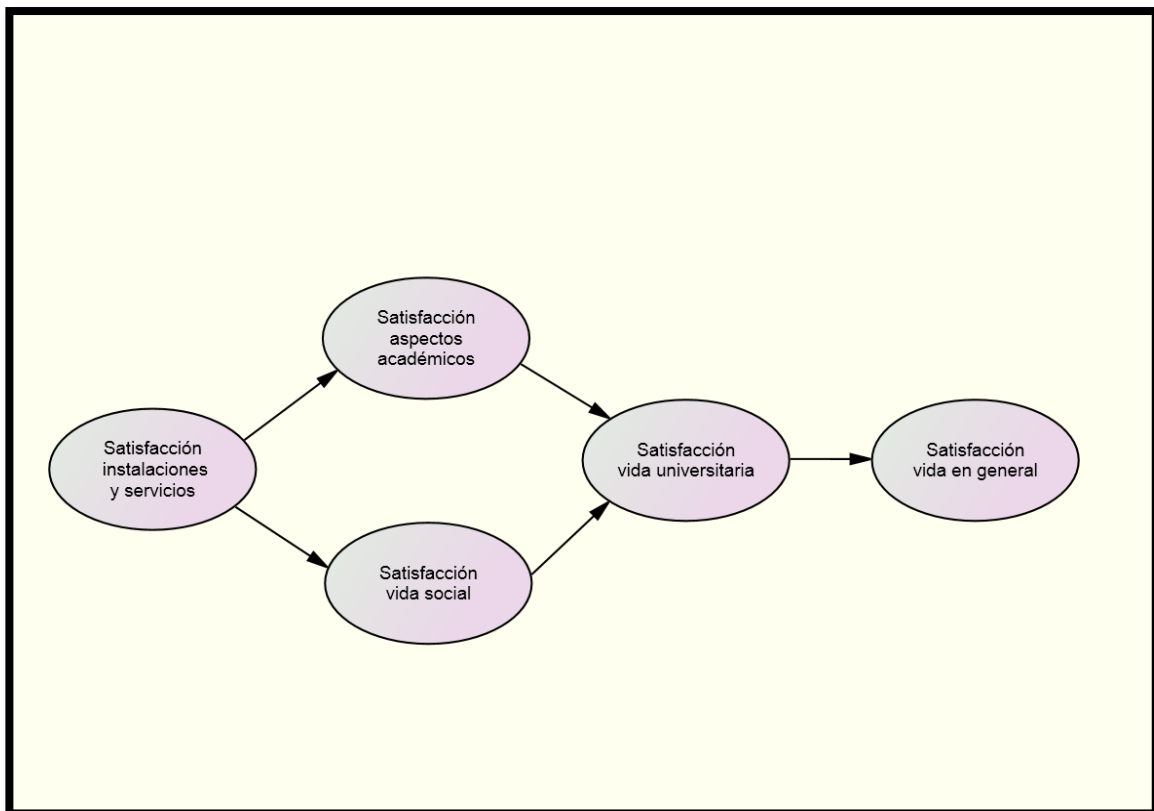 Satisfacción
instalaciones
y servicios
Satisfacción
aspectos
académicos
Satisfacción
vida social
Satisfacción
vida universitaria
Satisfacción
vida en general